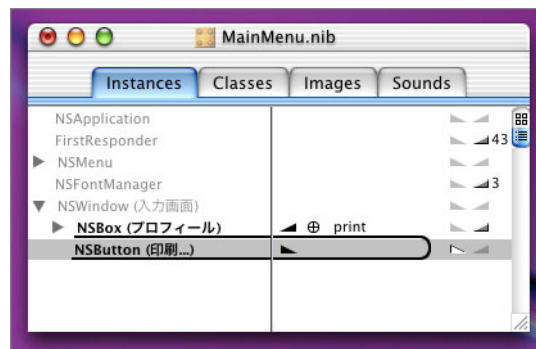 MainMenu.nib
Instances Classes Images Sounds
NSApplication
FirstResponder 43
NSMenu
NSFontManager 3
NSWindow (入力画面)
NSBox (プロフィール) print
NSButton (印刷...)